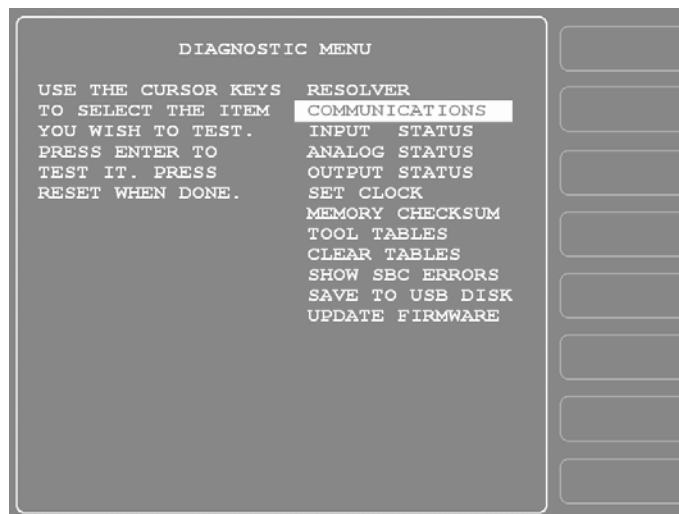 DIAGNOSTIC MENU
USE THE CURSOR KEYS
TO SELECT THE ITEM
YOU WISH TO TEST.
PRESS ENTER TO
TEST IT. PRESS
RESET WHEN DONE.
RESOLVER
COMMUNICATIONS
INPUT STATUS
ANALOG STATUS
OUTPUT STATUS
SET CLOCK
MEMORY CHECKSUM
TOOL TABLES
CLEAR TABLES
SHOW SBC ERRORS
SAVE TO USB DISK
UPDATE FIRMWARE